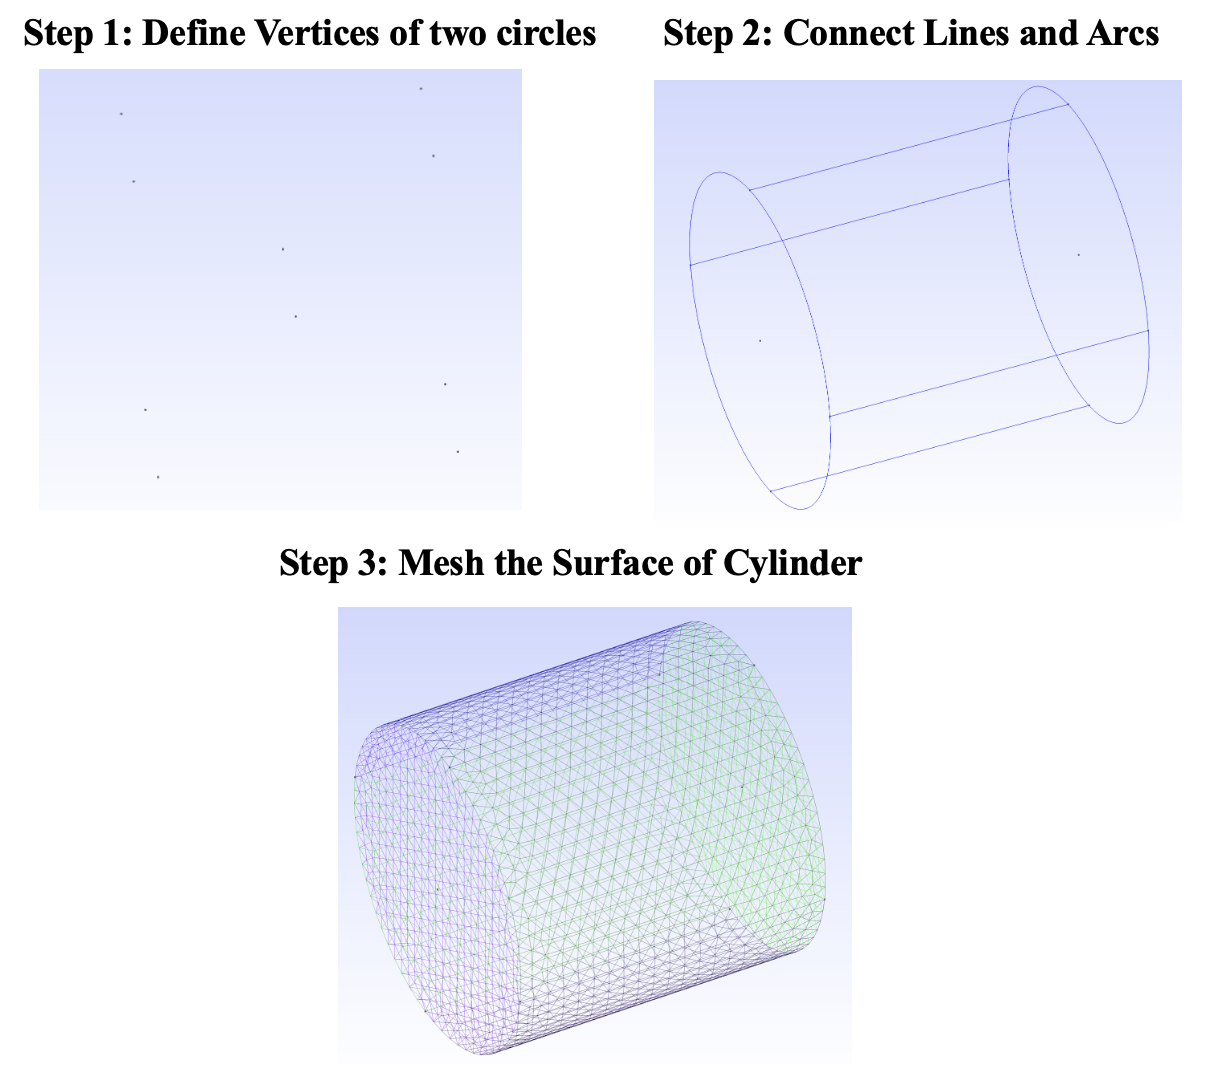 Step 1: Define Vertices of two circles
Step 2: Connect Lines and Arcs
Step 3: Mesh the Surface of Cylinder